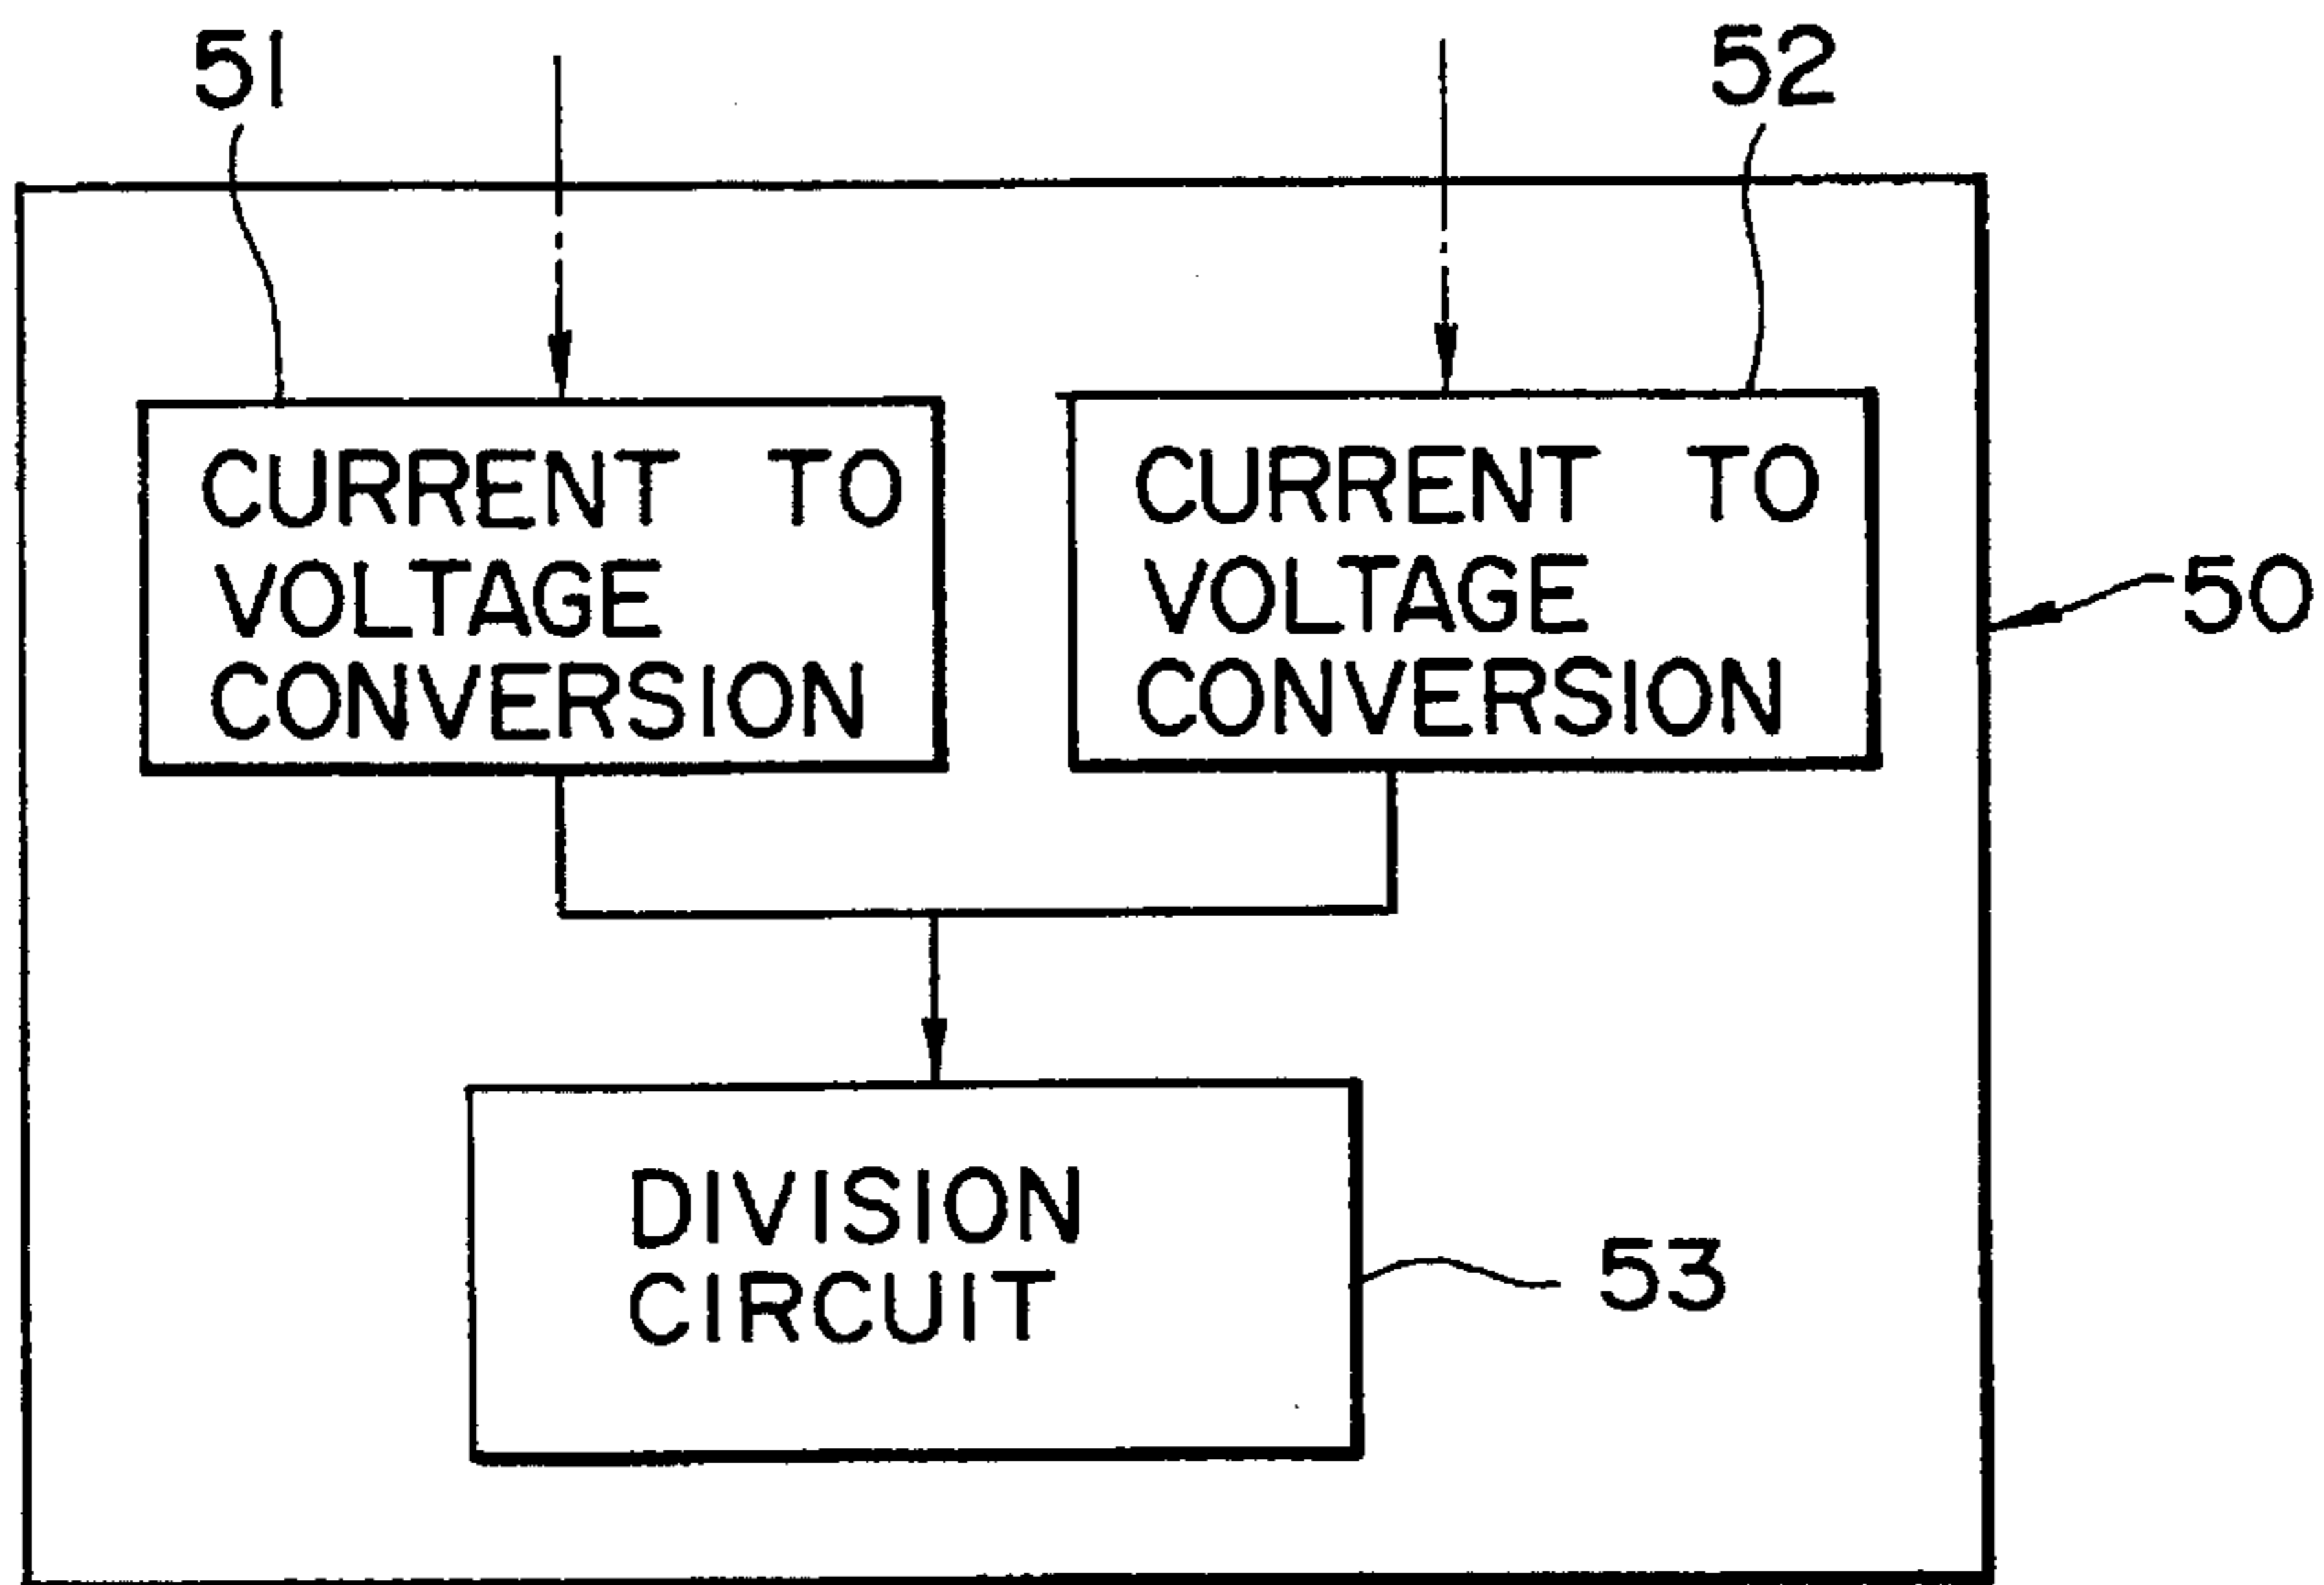 51
52
CURRENT TO
VOLTAGE
CONVERSION
CURRENT TO
VOLTAGE
CONVERSION
50
DIVISION
CIRCUIT
53